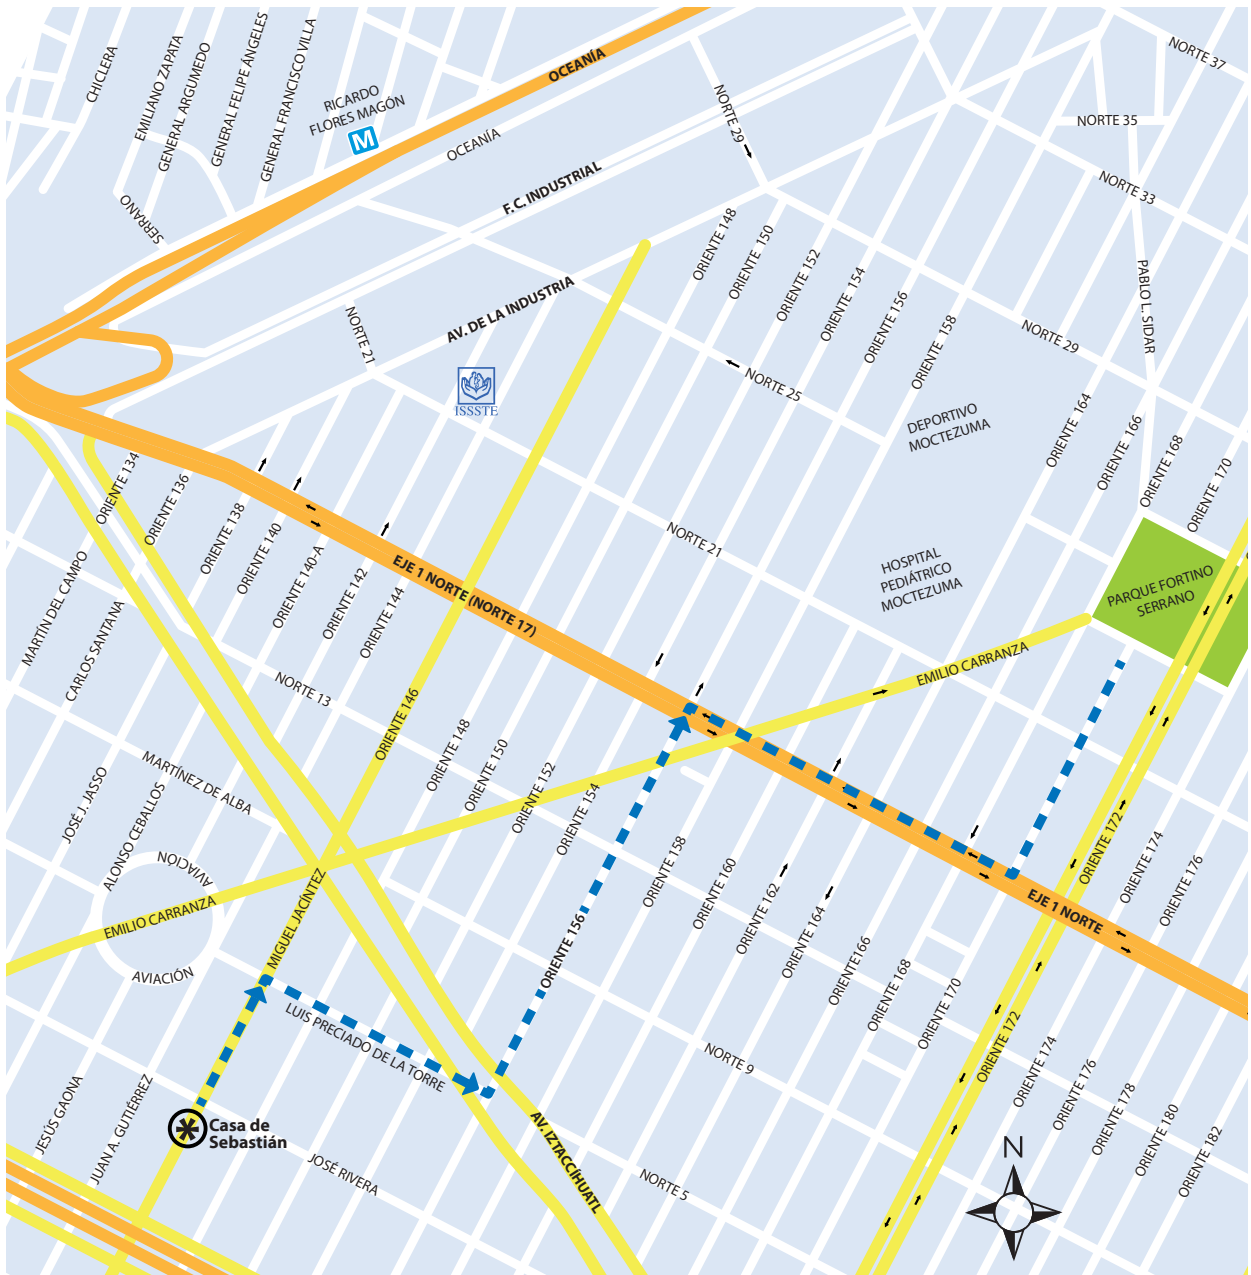 CHICLERA
EMILIANO ZAPATA
GENERAL ARGUMEDO
GENERAL FELIPE ÁNGELES
GENERAL FRANCISCO VILLA
RICARDO
FLORES MAGÓN
M
OCEANÍA
OCEANÍA
F.C. INDUSTRIAL
NORTE 29
NORTE 37
NORTE 35
NORTE 33
SERRANO
ORIENTE 148
ORIENTE 150
ORIENTE 152
ORIENTE 154
ORIENTE 156
ORIENTE 158
PABLO L. SIDAR
NORTE 29
NORTE 21
AV. DE LA INDUSTRIA
ISSSTE
NORTE 25
DEPORTIVO
MOCTEZUMA
ORIENTE 164
ORIENTE 166
ORIENTE 168
ORIENTE 170
ORIENTE 134
ORIENTE 136
ORIENTE 138
ORIENTE 140
ORIENTE 140-A
ORIENTE 142
ORIENTE 144
EJE 1 NORTE (NORTE 17)
NORTE 21
HOSPITAL
PEDIÁTRICO
MOCTEZUMA
PARQUE FORTINO
SERRANO
MARTÍN DEL CAMPO
CARLOS SANTANA
NORTE 13
ORIENTE 146
EMILIO CARRANZA
ORIENTE 148
ORIENTE 150
ORIENTE 152
ORIENTE 154
MARTÍNEZ DE ALBA
JOSÉ J. JASSO
ALONSO CEBALLOS
AVIACIÓN
EMILIO CARRANZA
AVIACIÓN
MIGUEL JACÍNTEZ
ORIENTE 156
ORIENTE 158
ORIENTE 160
ORIENTE 162
ORIENTE 164
ORIENTE166
ORIENTE 168
ORIENTE 170
ORIENTE 172
ORIENTE 174
ORIENTE 176
EJE 1 NORTE
LUIS PRECIADO DE LA TORRE
NORTE 9
ORIENTE 172
ORIENTE 174
ORIENTE 176
ORIENTE 178
ORIENTE 180
ORIENTE 182
JESÚS GAONA
JUAN A. GUTIÉRREZ
Casa de
Sebastián
JOSÉ RIVERA
AV. IZTACCÍHUATL
NORTE 5
N